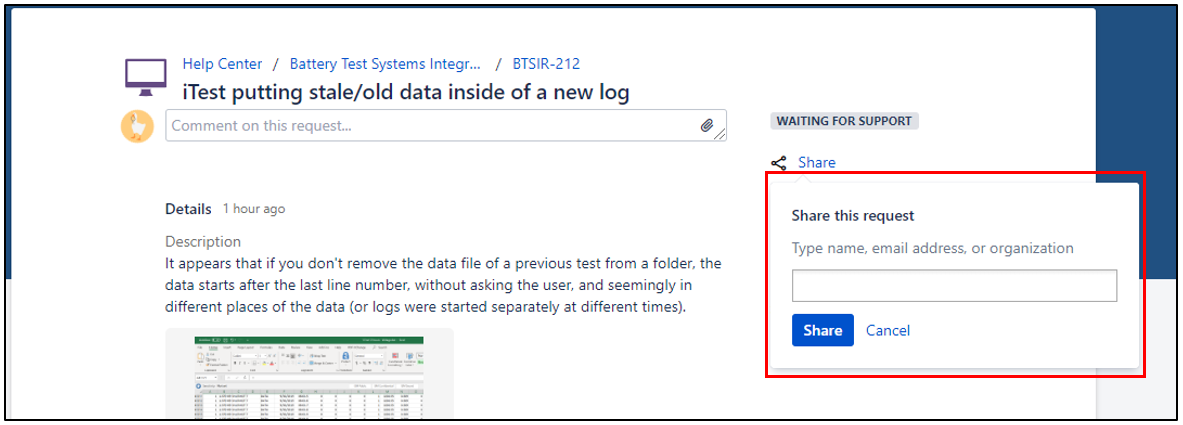 Help Center / Battery Test Systems Integr... / BTSIR-212
iTest putting stale/old data inside of a new log
Comment on this request...
WAITING FOR SUPPORT
Share
Share this request
Type name, email address, or organization
Share Cancel
Details 1 hour ago
Description
It appears that if you don't remove the data file of a previous test from a folder, the
data starts after the last line number, without asking the user, and seemingly in
different places of the data (or logs were started separately at different times).